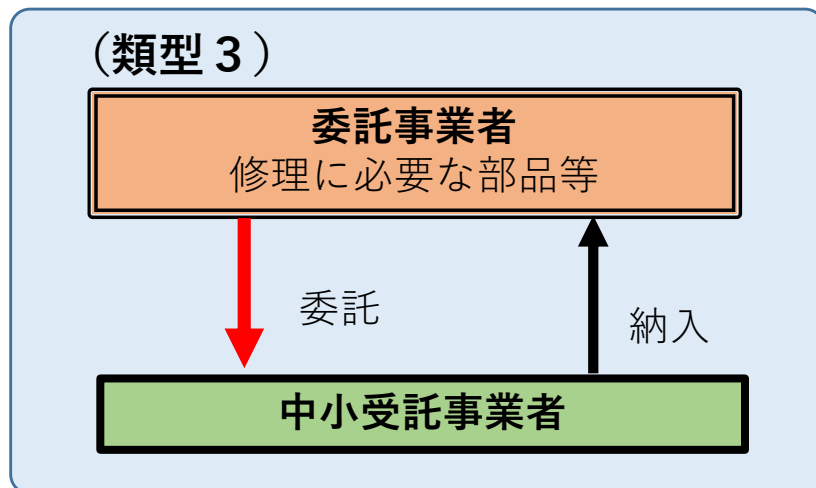 （類型３）
委託事業者
修理に必要な部品等
委託
納入
中小受託事業者